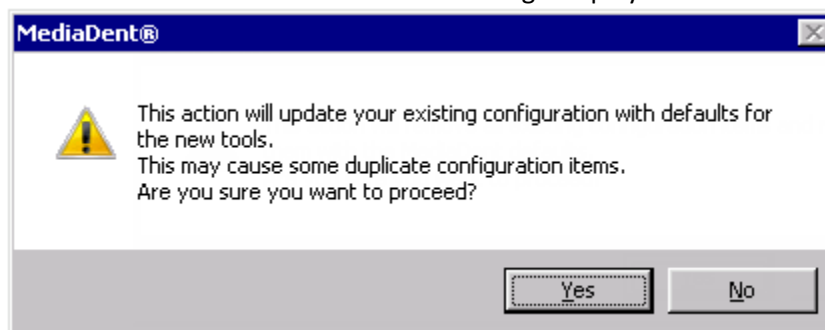 MediaDent®
This action will update your existing configuration with defaults for
the new tools.
This may cause some duplicate configuration items.
Are you sure you want to proceed?
Yes
No